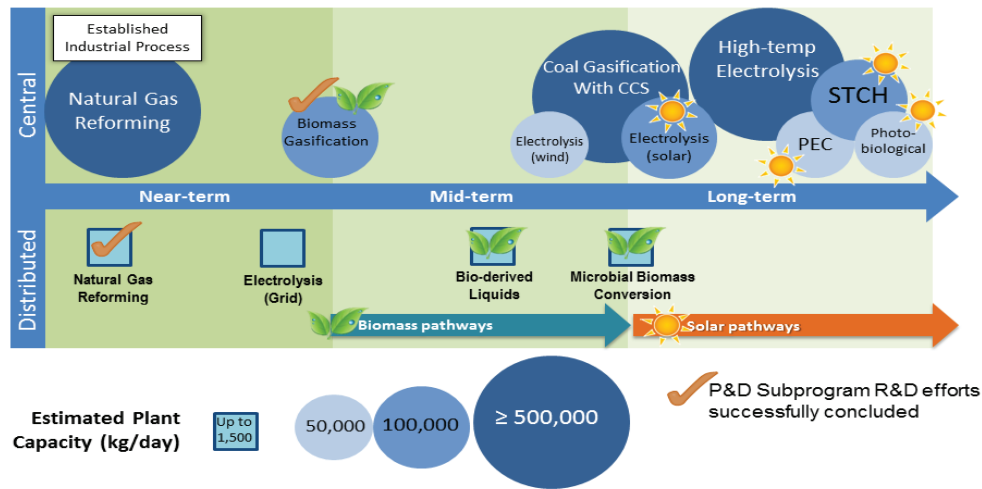 Established
Industrial Process
Central
Natural Gas
Reforming
Biomass
Gasification
Coal Gasification
With CCS
Electrolysis
(wind)
Electrolysis
(solar)
High-temp
Electrolysis
STCH
PEC
Photo-
biological
Near-term
Mid-term
Long-term
Distributed
Natural Gas
Reforming
Electrolysis
(Grid)
Bio-derived
Liquids
Microbial Biomass
Conversion
Biomass pathways
Solar pathways
Estimated Plant
Capacity (kg/day)
Up to
1,500
50,000
100,000
≥ 500,000
P&D Subprogram R&D efforts
successfully concluded